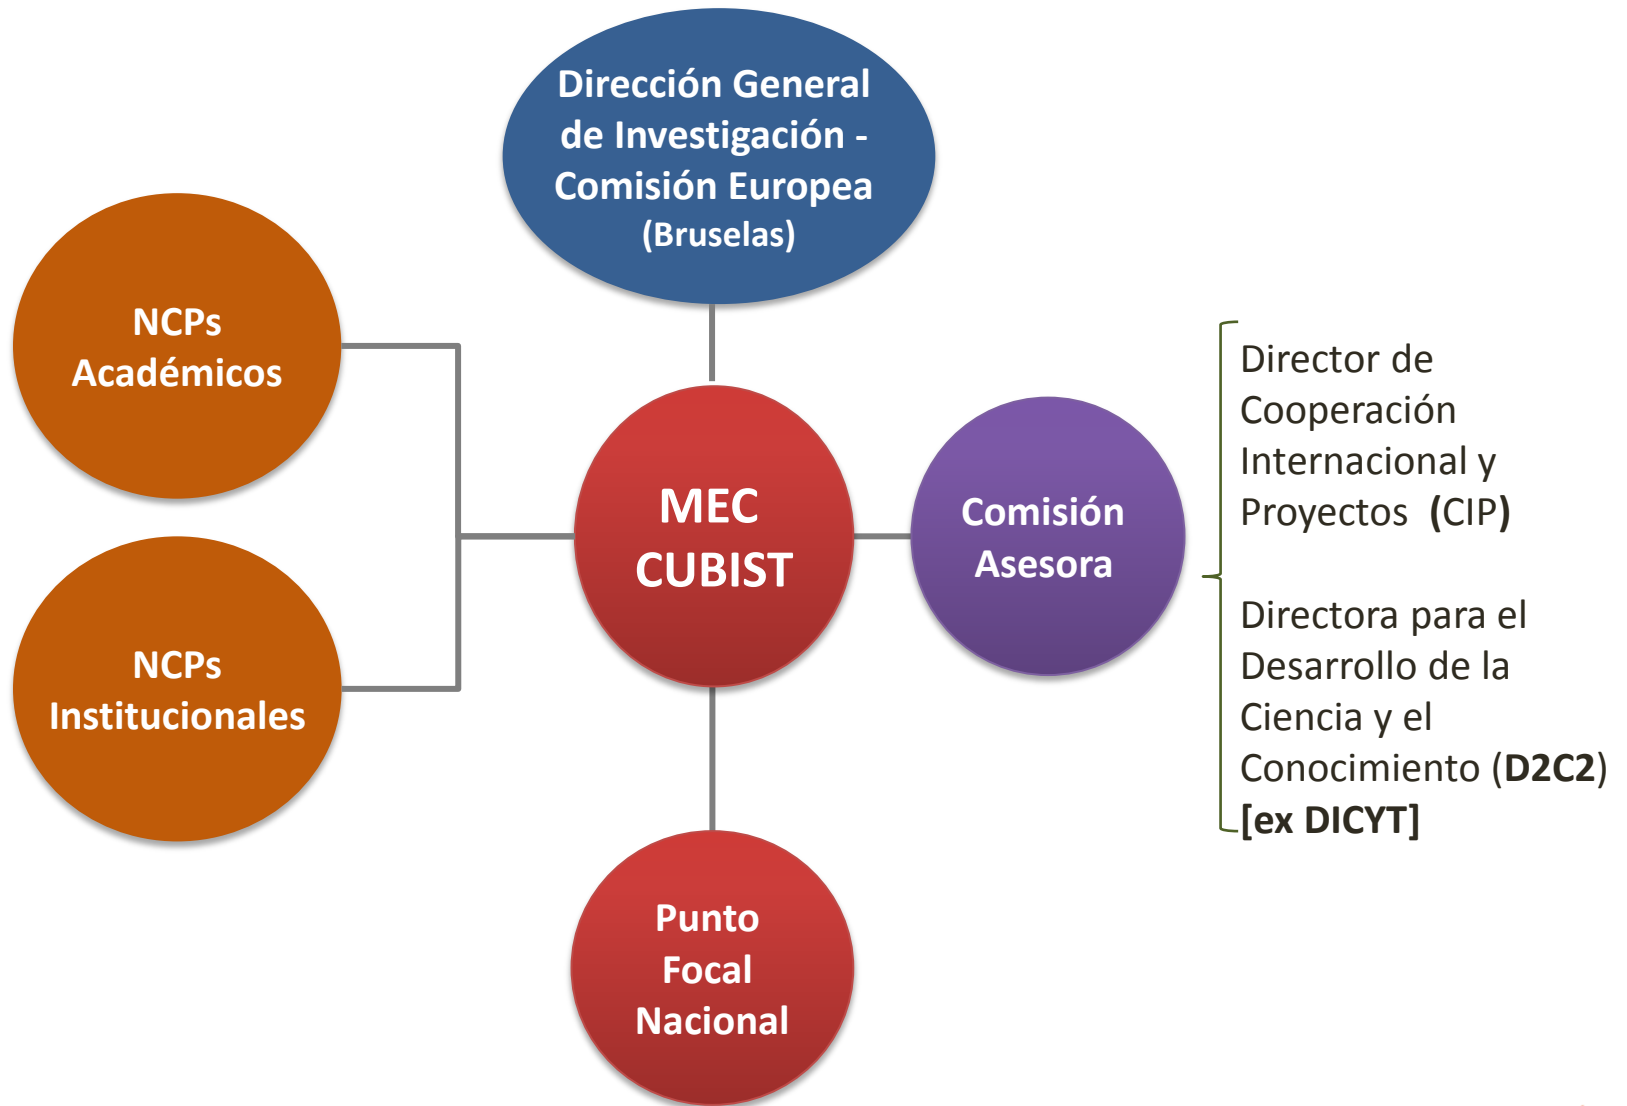 Dirección General
de Investigación -
Comisión Europea
(Bruselas)
NCPs
Académicos
NCPs
Institucionales
MEC
CUBIST
Comisión
Asesora
Director de
Cooperación
Internacional y
Proyectos (CIP)
Directora para el
Desarrollo de la
Ciencia y el
Conocimiento (D2C2)
[ex DICYT]
Punto
Focal
Nacional